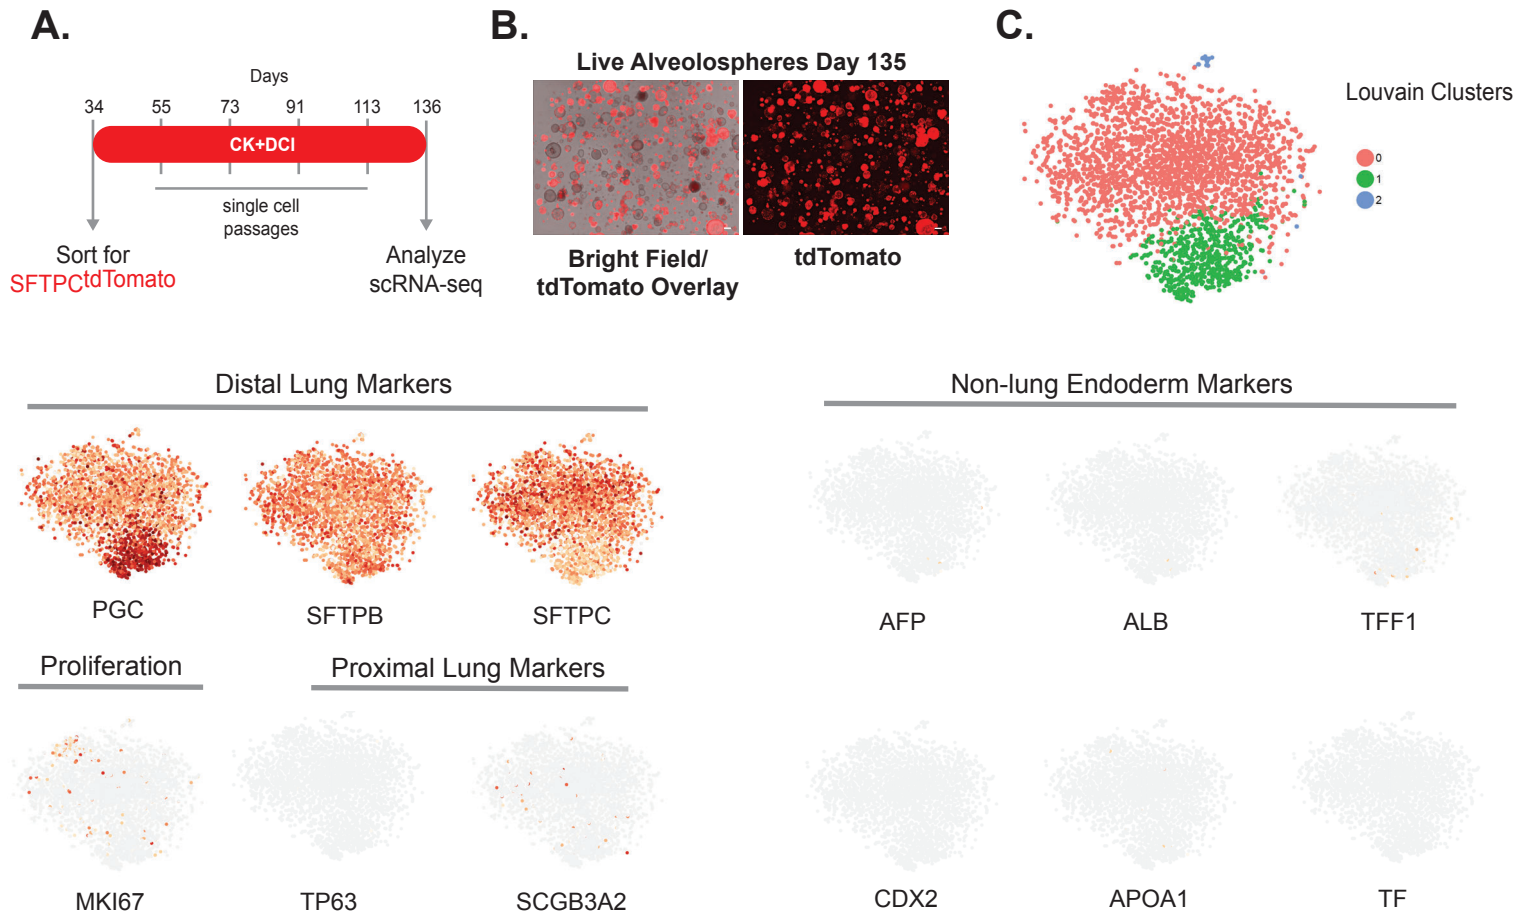 A.
Days
34 55 73 91 113 136
CK+DCI
single cell
passages
Sort for
SFTPCtdTomato
Analyze
scRNA-seq
B.
Live Alveolospheres Day 135
Bright Field/
tdTomato Overlay
tdTomato
C.
Louvain Clusters
0
1
2
Distal Lung Markers
PGC SFTPB SFTPC
Non-lung Endoderm Markers
AFP ALB TFF1
Proliferation
MKI67
Proximal Lung Markers
TP63 SCGB3A2
CDX2 APOA1 TF